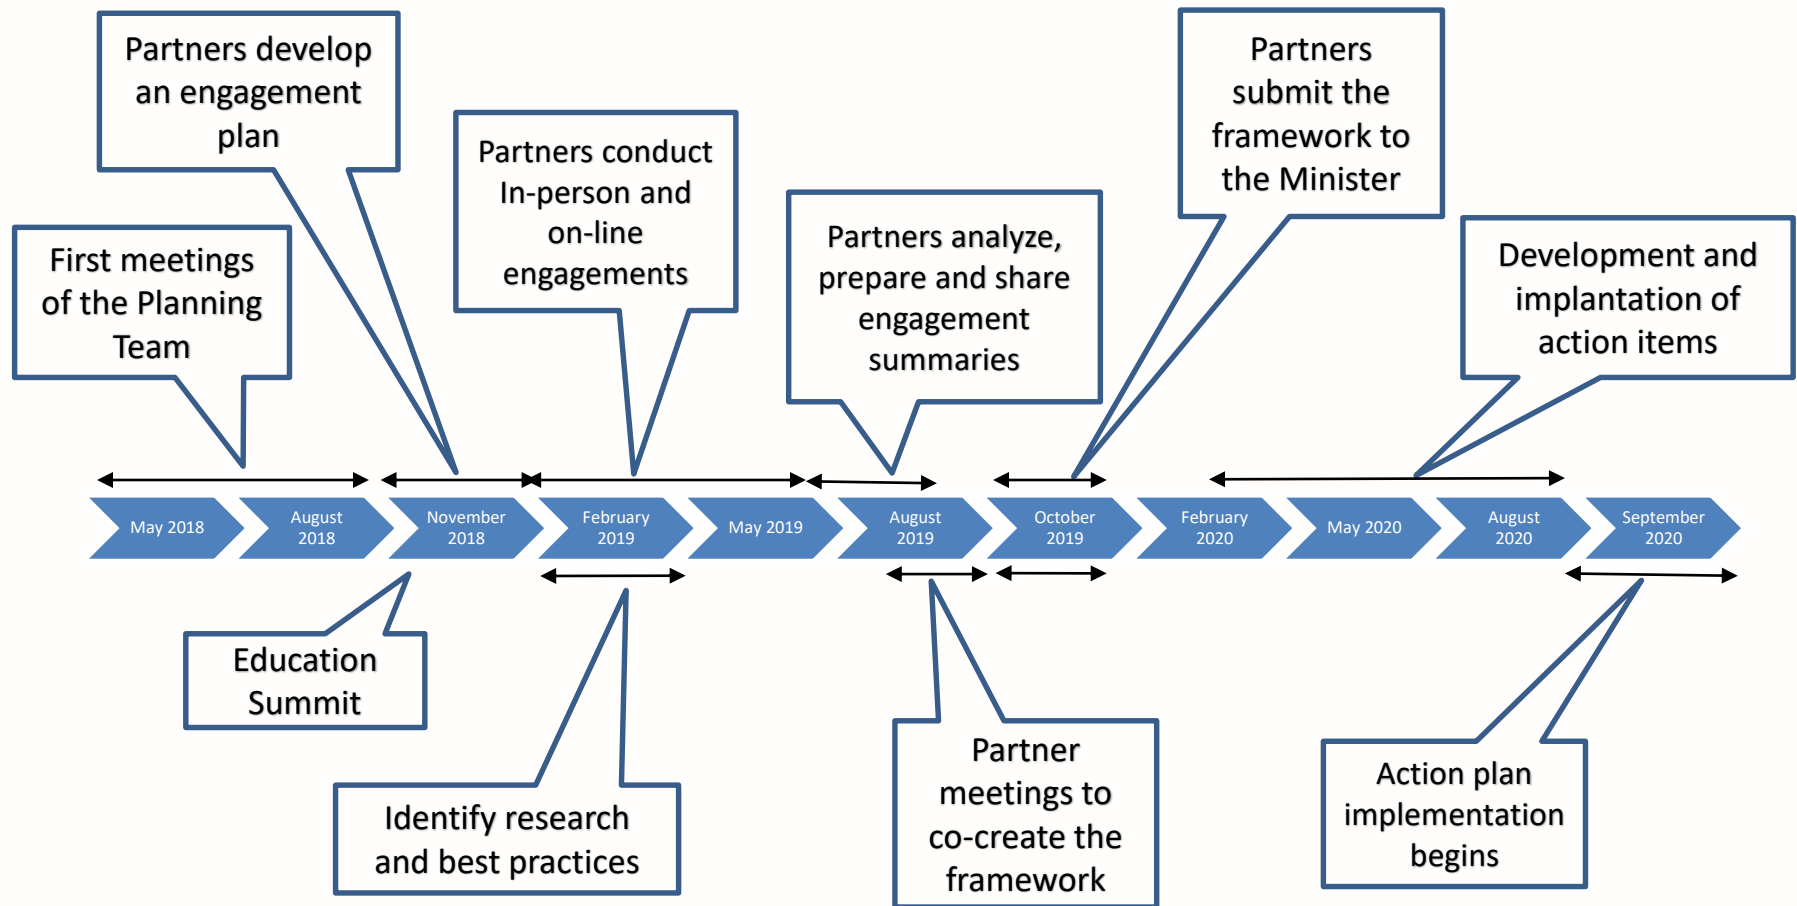 Partners develop
an engagement
plan
Partners conduct
In-person and
on-line
engagements
Partners
submit the
framework to
the Minister
First meetings
of the Planning
Team
Partners analyze,
prepare and share
engagement
summaries
Development and
implantation of
action items
May 2018
August
2018
November
2018
February
2019
May 2019
August
2019
October
2019
February
2020
May 2020
August
2020
September
2020
Education
Summit
Identify research
and best practices
Partner
meetings to
co-create the
framework
Action plan
implementation
begins